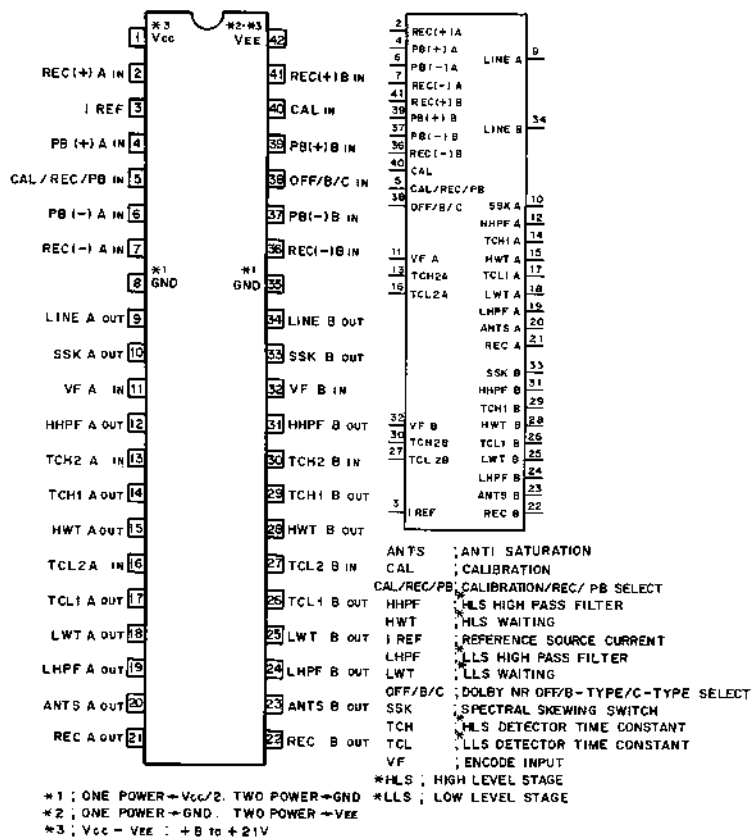 *3 *2·*3
1 Vcc VEE 42
REC(+)A IN 2 41 REC(+)B IN
I REF 3 40 CAL IN
PB (+) A IN 4 39 PB(+)B IN
CAL/REC/PB IN 5 38 OFF/B/C IN
PB(-) A IN 6 37 PB(-)B IN
REC(-) A IN 7 36 REC(-)B IN
*1 *1
8 GND GND 35
LINE A OUT 9 34 LINE B OUT
SSK A OUT 10 33 SSK B OUT
VF A IN 11 32 VF B IN
HHPF A OUT 12 31 HHPF B OUT
TCH2 A IN 13 30 TCH2 B IN
TCH1 A OUT 14 29 TCH1 B OUT
HWT A OUT 15 28 HWT B OUT
TCL2A IN 16 27 TCL2 B IN
TCL1 A OUT 17 26 TCL1 B OUT
LWT A OUT 18 25 LWT B OUT
LHPF A OUT 19 24 LHPF B OUT
ANTS A OUT 20 23 ANTS B OUT
REC A OUT 21 22 REC B OUT
*1 ; ONE POWER→Vcc/2. TWO POWER→GND
*2 ; ONE POWER→GND. TWO POWER→VEE
*3 ; Vcc - VEE : +8 to +21V
2 REC(+)A
4 PB(+)A
6 PB(-)A
7 REC(-)A
41 REC(+)B
39 PB(+)B
37 PB(-)B
36 REC(-)B
40 CAL
5 CAL/REC/PB
38 OFF/B/C
11 VF A
13 TCH2A
16 TCL2A
32 VF B
30 TCH2B
27 TCL2B
3 I REF
LINE A 9
LINE B 34
SSK A 10
HHPF A 12
TCH1 A 14
HWT A 15
TCL1 A 17
LWT A 18
LHPF A 19
ANTS A 20
REC A 21
SSK B 33
HHPF B 31
TCH1 B 29
HWT B 28
TCL1 B 26
LWT B 25
LHPF B 24
ANTS B 23
REC B 22
ANTS ; ANTI SATURATION
CAL ; CALIBRATION
CAL/REC/PB; CALIBRATION/REC/ PB SELECT
HHPF ; *HLS HIGH PASS FILTER
HWT ; HLS WAITING
I REF ; REFERENCE SOURCE CURRENT
LHPF ; *LLS HIGH PASS FILTER
LWT ; *LLS WAITING
OFF/B/C ; DOLBY NR OFF/B-TYPE/C-TYPE SELECT
SSK ; SPECTRAL SKEWING SWITCH
TCH ; *HLS DETECTOR TIME CONSTANT
TCL ; *LLS DETECTOR TIME CONSTANT
VF ; ENCODE INPUT
*HLS ; HIGH LEVEL STAGE
*LLS ; LOW LEVEL STAGE